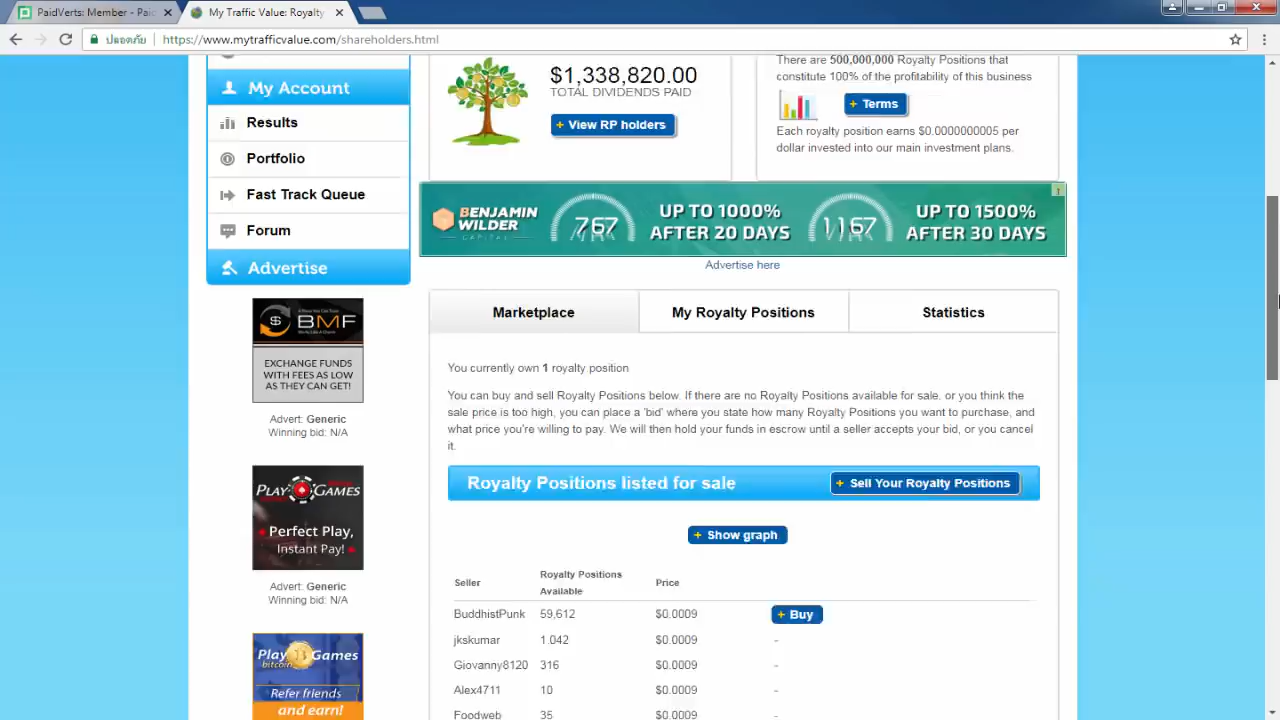 PaidVerts: Member - Paid
My Traffic Value: Royalty
ปลอดภัย
https://www.mytrafficvalue.com/shareholders.html
My Account
Results
Portfolio
Fast Track Queue
Forum
Advertise
$1,338,820.00
TOTAL DIVIDENDS PAID
+ View RP holders
There are 500,000,000 Royalty Positions that
constitute 100% of the profitability of this business
+ Terms
Each royalty position earns $0.0000000005 per
dollar invested into our main investment plans.
BENJAMIN
WILDER
CAPITAL
767
UP TO 1000%
AFTER 20 DAYS
1167
UP TO 1500%
AFTER 30 DAYS
Advertise here
BMF
EXCHANGE FUNDS
WITH FEES AS LOW
AS THEY CAN GET!
Advert: Generic
Winning bid: N/A
PLAY GAMES
Perfect Play,
Instant Pay!
Advert: Generic
Winning bid: N/A
Play Games
bitcoin
Refer friends
and earn!
Marketplace
My Royalty Positions
Statistics
You currently own 1 royalty position
You can buy and sell Royalty Positions below. If there are no Royalty Positions available for sale, or you think the
sale price is too high, you can place a 'bid' where you state how many Royalty Positions you want to purchase, and
what price you're willing to pay. We will then hold your funds in escrow until a seller accepts your bid, or you cancel
it.
Royalty Positions listed for sale
+ Sell Your Royalty Positions
+ Show graph
Seller
Royalty Positions
Available
Price
BuddhistPunk 59,612 $0.0009 + Buy
jkskumar 1,042 $0.0009 -
Giovanny8120 316 $0.0009 -
Alex4711 10 $0.0009 -
Foodweb 35 $0.0009 -